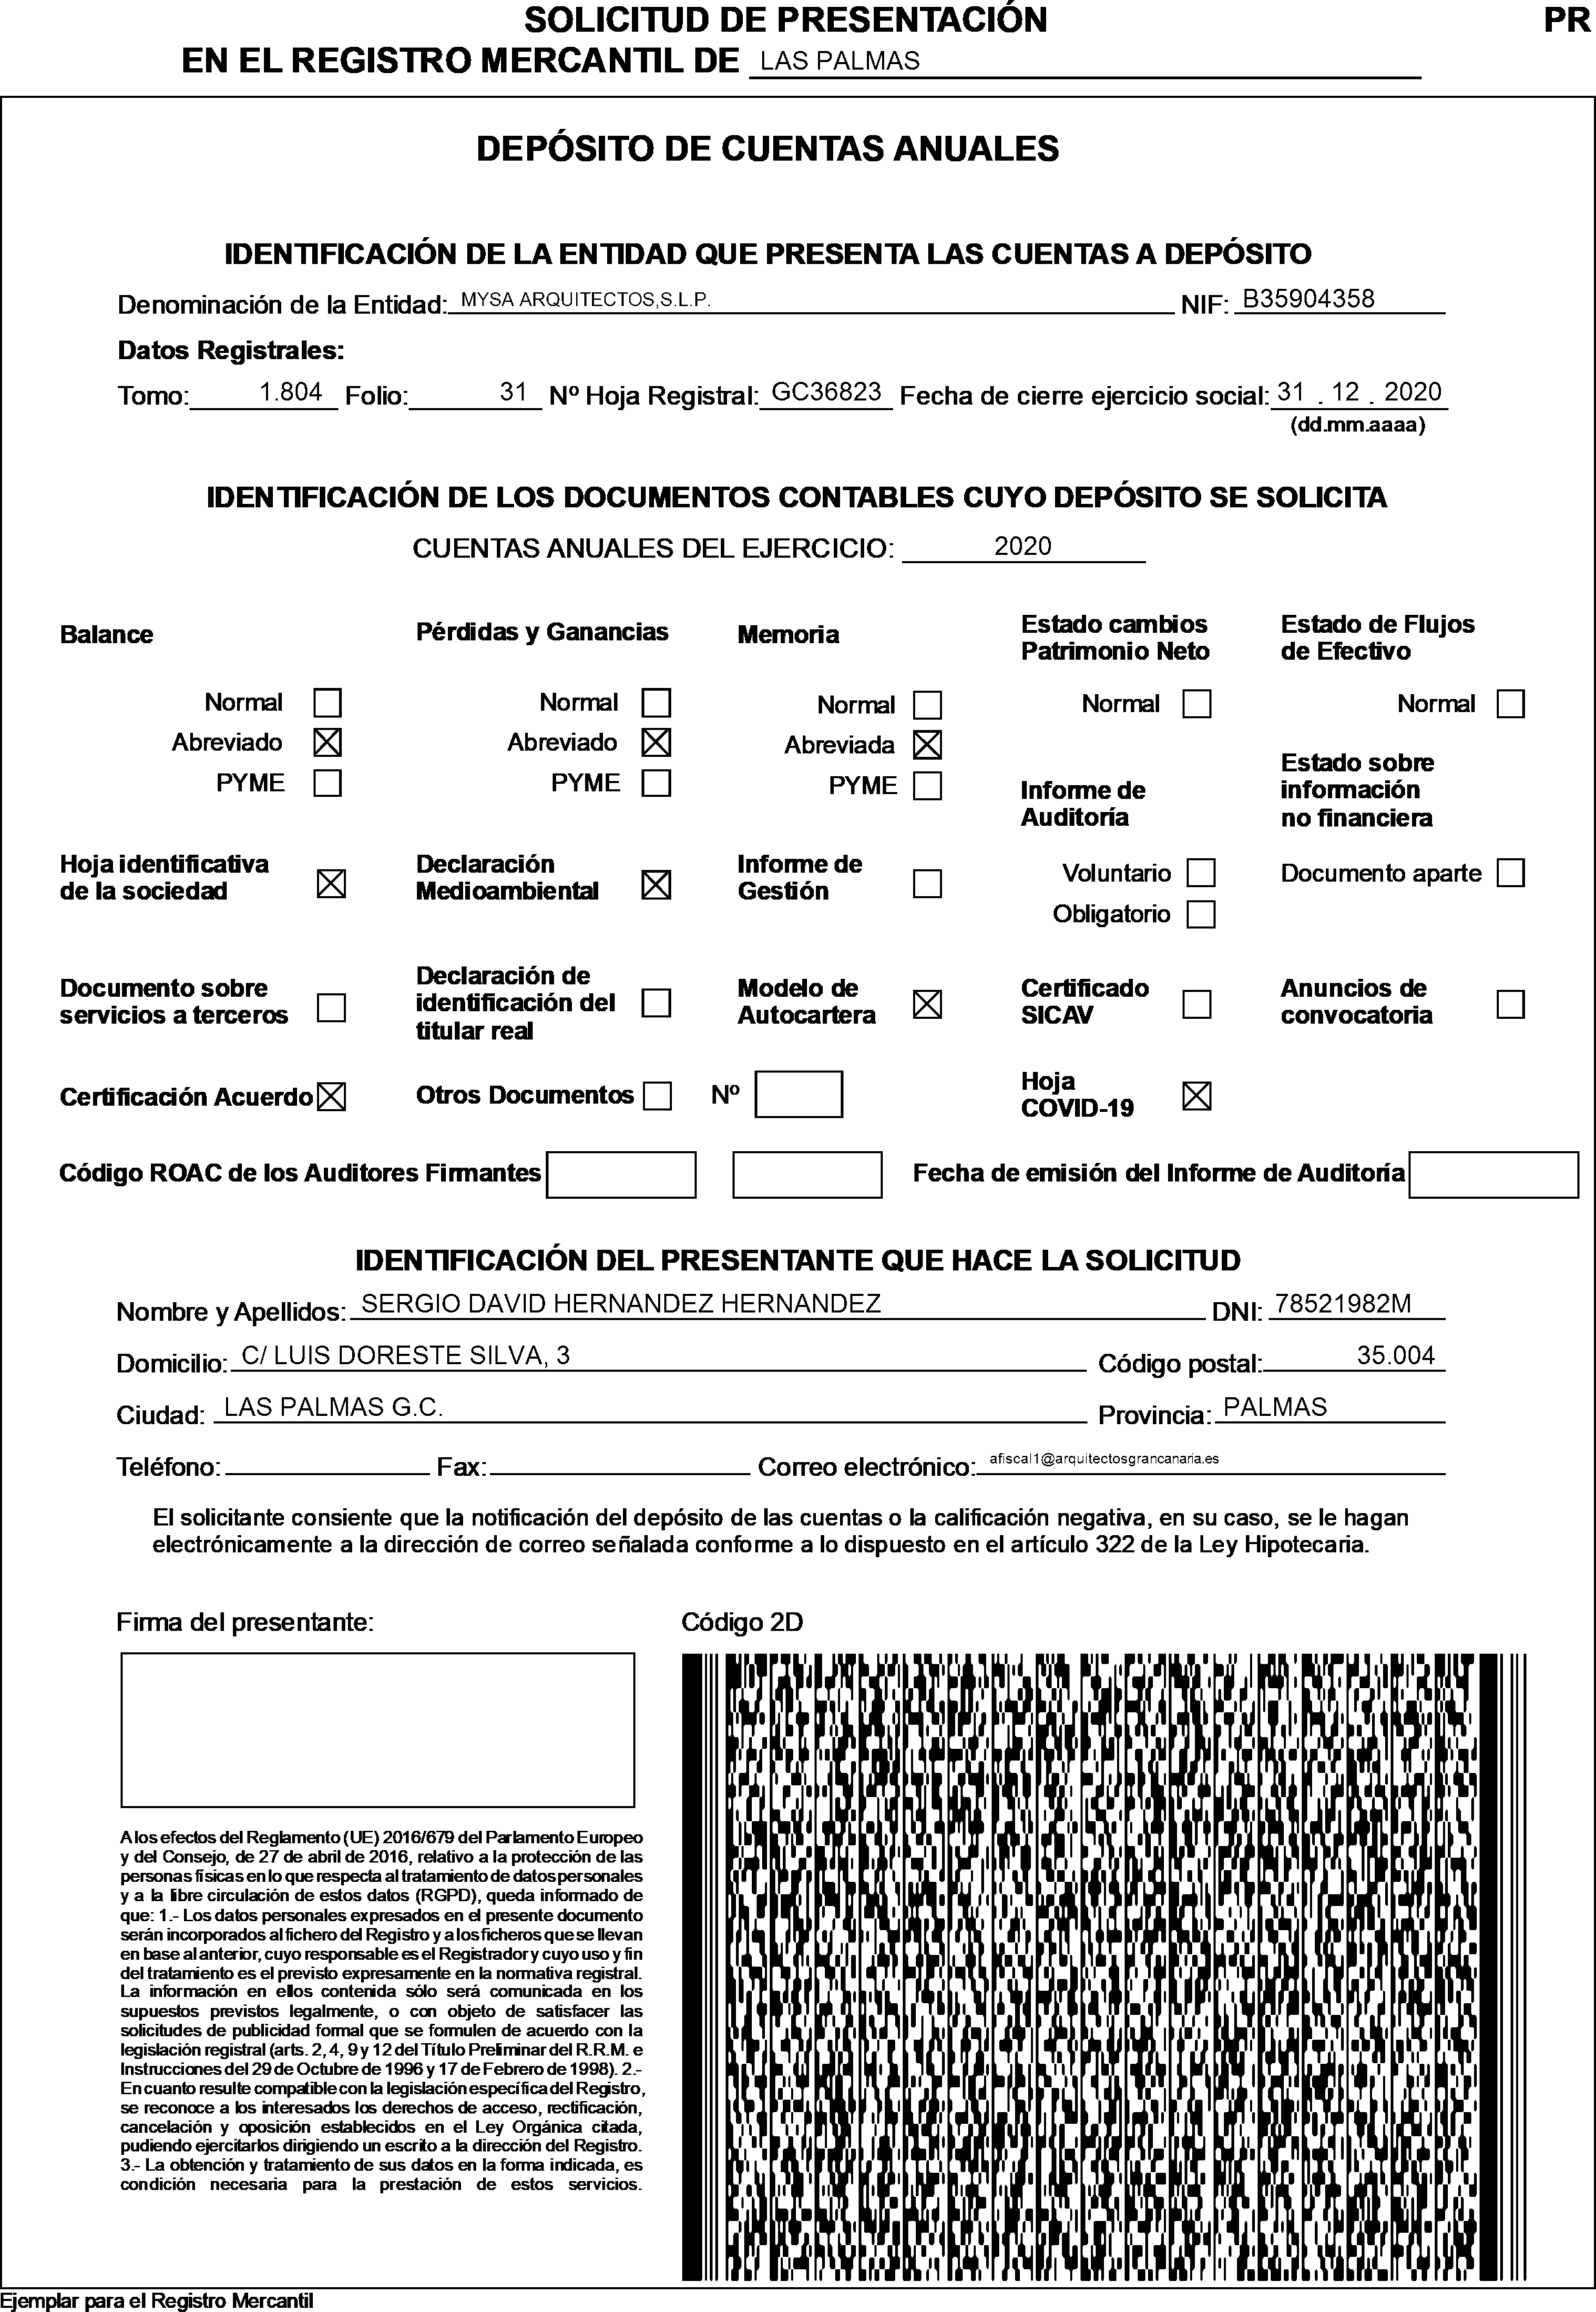 SOLICITUD DE PRESENTACIÓN PR
EN EL REGISTRO MERCANTIL DE LAS PALMAS
DEPÓSITO DE CUENTAS ANUALES
IDENTIFICACIÓN DE LA ENTIDAD QUE PRESENTA LAS CUENTAS A DEPÓSITO
Denominación de la Entidad: MYSA ARQUITECTOS,S.L.P. NIF: B35904358
Datos Registrales:
Tomo: 1.804 Folio: 31 Nº Hoja Registral: GC36823 Fecha de cierre ejercicio social: 31 . 12 . 2020
(dd.mm.aaaa)
IDENTIFICACIÓN DE LOS DOCUMENTOS CONTABLES CUYO DEPÓSITO SE SOLICITA
CUENTAS ANUALES DEL EJERCICIO: 2020
Balance Pérdidas y Ganancias Memoria Estado cambios Estado de Flujos
Patrimonio Neto de Efectivo
Normal Normal Normal Normal Normal
Abreviado Abreviado Abreviada
PYME PYME PYME Informe de Estado sobre
Auditoría información
no financiera
Hoja identificativa Declaración Informe de Voluntario Documento aparte
de la sociedad Medioambiental Gestión Obligatorio
Documento sobre Declaración de Modelo de Certificado Anuncios de
servicios a terceros identificación del Autocartera SICAV convocatoria
titular real
Certificación Acuerdo Otros Documentos Nº Hoja
COVID-19
Código ROAC de los Auditores Firmantes Fecha de emisión del Informe de Auditoría
IDENTIFICACIÓN DEL PRESENTANTE QUE HACE LA SOLICITUD
Nombre y Apellidos: SERGIO DAVID HERNANDEZ HERNANDEZ DNI: 78521982M
Domicilio: C/ LUIS DORESTE SILVA, 3 Código postal: 35.004
Ciudad: LAS PALMAS G.C. Provincia: PALMAS
Teléfono: Fax: Correo electrónico: afiscal1@arquitectosgrancanaria.es
El solicitante consiente que la notificación del depósito de las cuentas o la calificación negativa, en su caso, se le hagan
electrónicamente a la dirección de correo señalada conforme a lo dispuesto en el artículo 322 de la Ley Hipotecaria.
Firma del presentante: Código 2D
A los efectos del Reglamento (UE) 2016/679 del Parlamento Europeo
y del Consejo, de 27 de abril de 2016, relativo a la protección de las
personas físicas en lo que respecta al tratamiento de datos personales
y a la libre circulación de estos datos (RGPD), queda informado de
que: 1.- Los datos personales expresados en el presente documento
serán incorporados al fichero del Registro y a los ficheros que se llevan
en base al anterior, cuyo responsable es el Registrador y cuyo uso y fin
del tratamiento es el previsto expresamente en la normativa registral.
La información en ellos contenida sólo será comunicada en los
supuestos previstos legalmente, o con objeto de satisfacer las
solicitudes de publicidad formal que se formulen de acuerdo con la
legislación registral (arts. 2, 4, 9 y 12 del Título Preliminar del R.R.M. e
Instrucciones del 29 de Octubre de 1996 y 17 de Febrero de 1998). 2.-
En cuanto resulte compatible con la legislación específica del Registro,
se reconoce a los interesados los derechos de acceso, rectificación,
cancelación y oposición establecidos en el Ley Orgánica citada,
pudiendo ejercitarlos dirigiendo un escrito a la dirección del Registro.
3.- La obtención y tratamiento de sus datos en la forma indicada, es
condición necesaria para la prestación de estos servicios.
Ejemplar para el Registro Mercantil